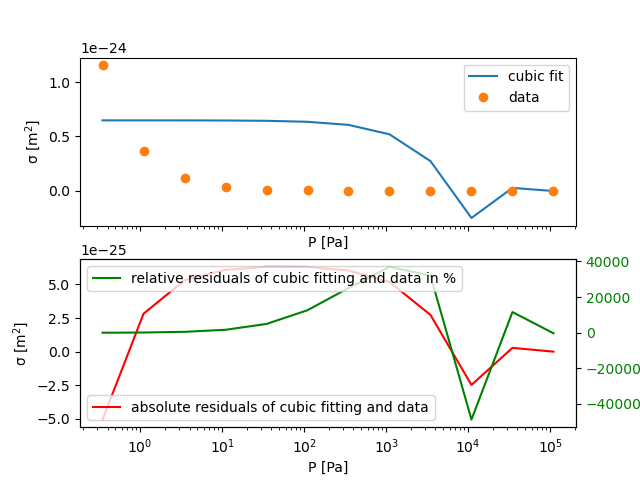 1e−24
1.0
0.5
0.0
σ [m²]
cubic fit
data
P [Pa]
1e−25
5.0
2.5
0.0
−2.5
−5.0
σ [m²]
relative residuals of cubic fitting and data in %
absolute residuals of cubic fitting and data
40000
20000
0
−20000
−40000
10⁰ 10¹ 10² 10³ 10⁴ 10⁵
P [Pa]